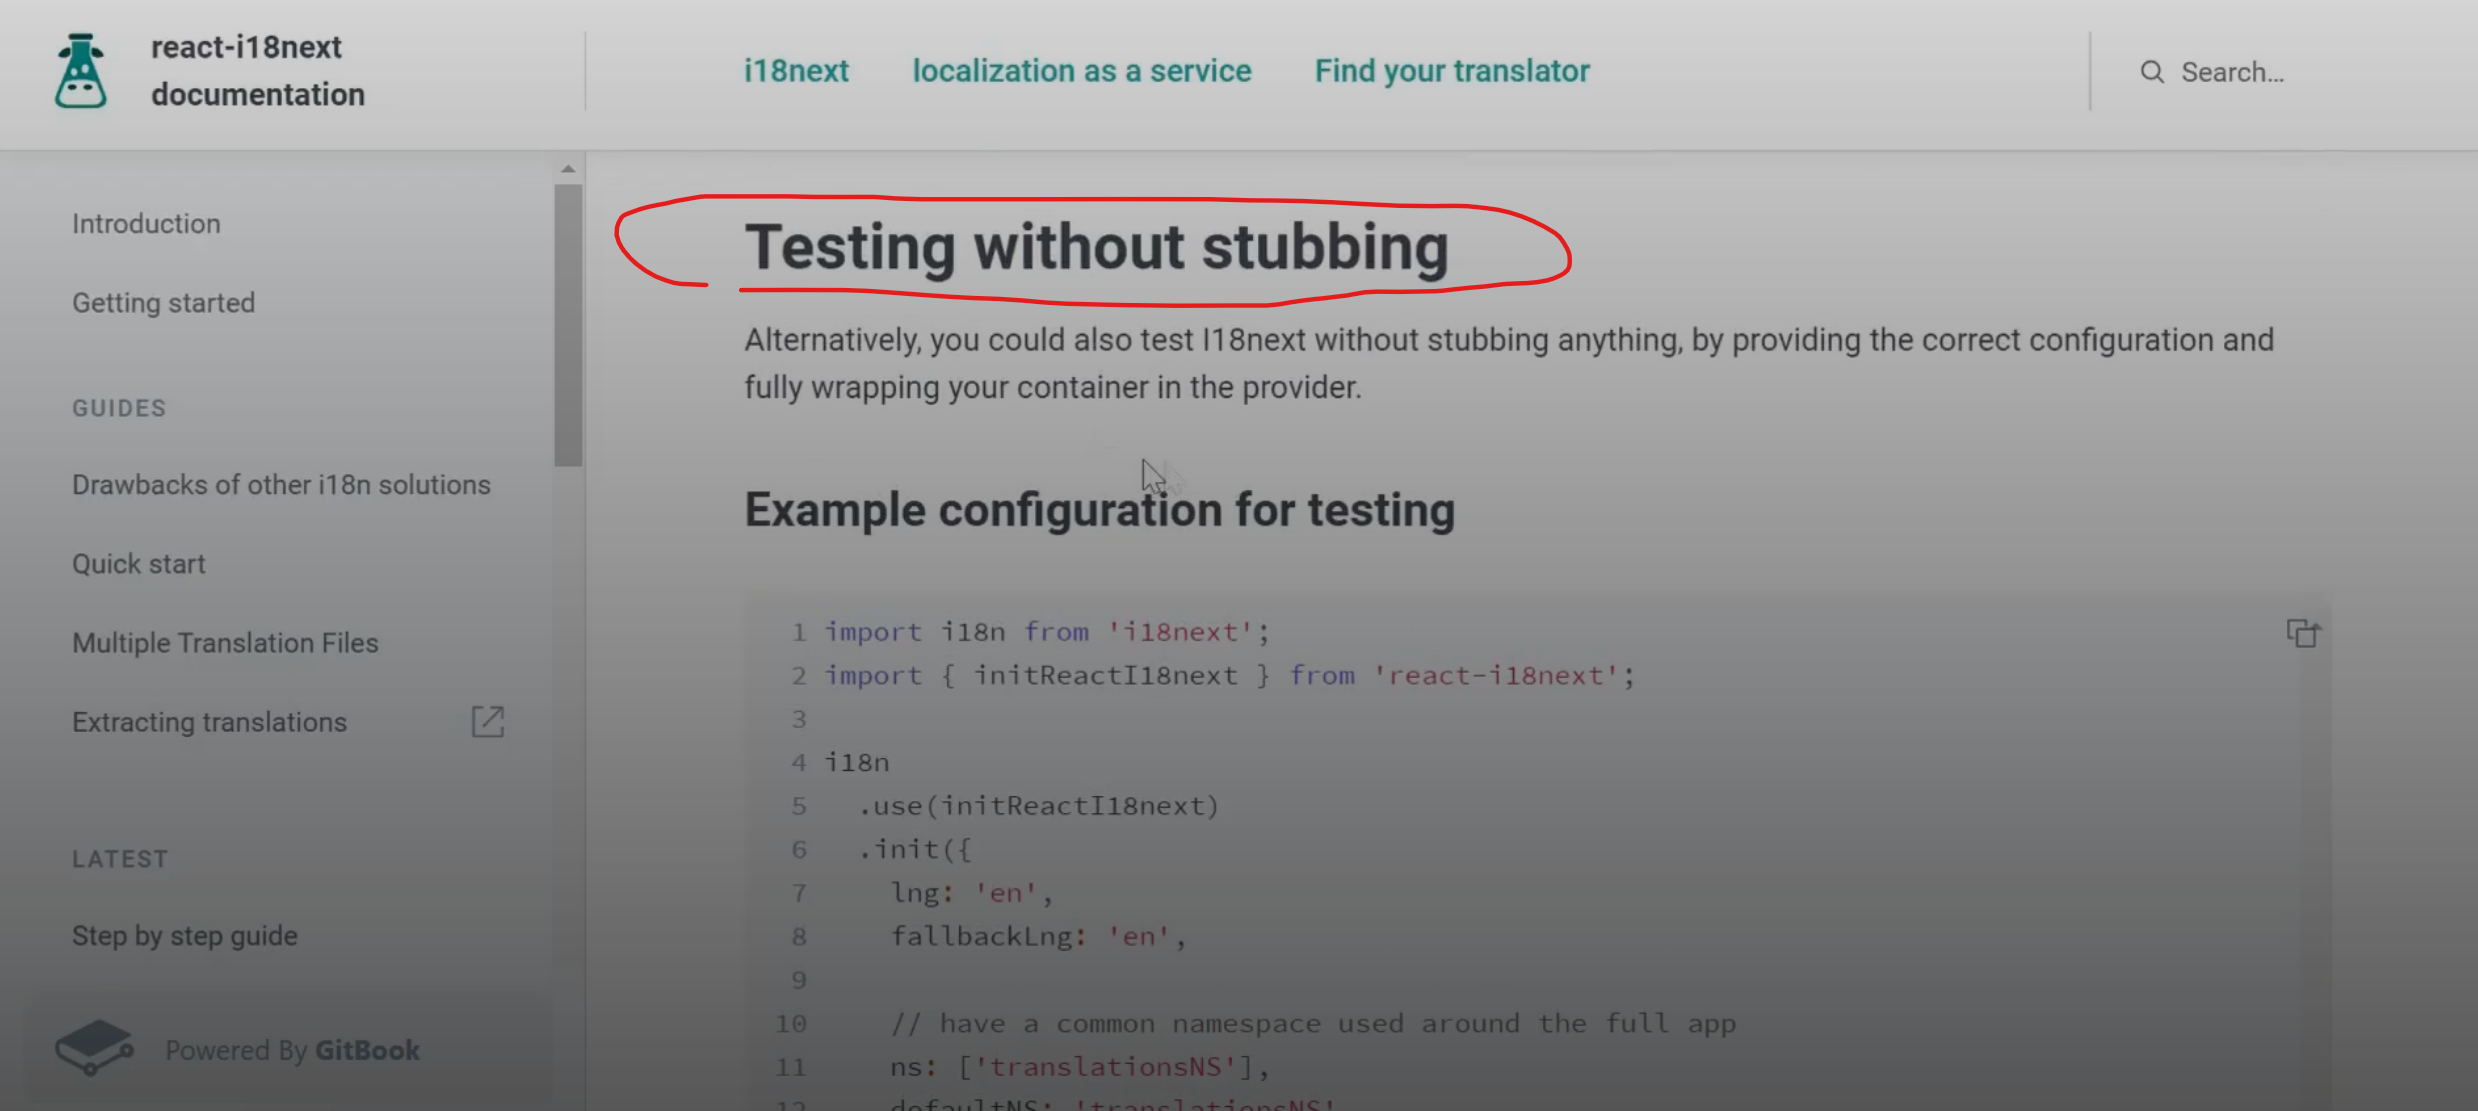 react-i18next
documentation
i18next
localization as a service
Find your translator
Search...
Introduction
Getting started
GUIDES
Drawbacks of other i18n solutions
Quick start
Multiple Translation Files
Extracting translations
LATEST
Step by step guide
Powered By GitBook
Testing without stubbing
Alternatively, you could also test I18next without stubbing anything, by providing the correct configuration and
fully wrapping your container in the provider.
Example configuration for testing
1 import i18n from 'i18next';
2 import { initReactI18next } from 'react-i18next';
3
4 i18n
5 .use(initReactI18next)
6 .init({
7 lng: 'en',
8 fallbackLng: 'en',
9
10 // have a common namespace used around the full app
11 ns: ['translationsNS'],
12 defaultNS: 'translationsNS'